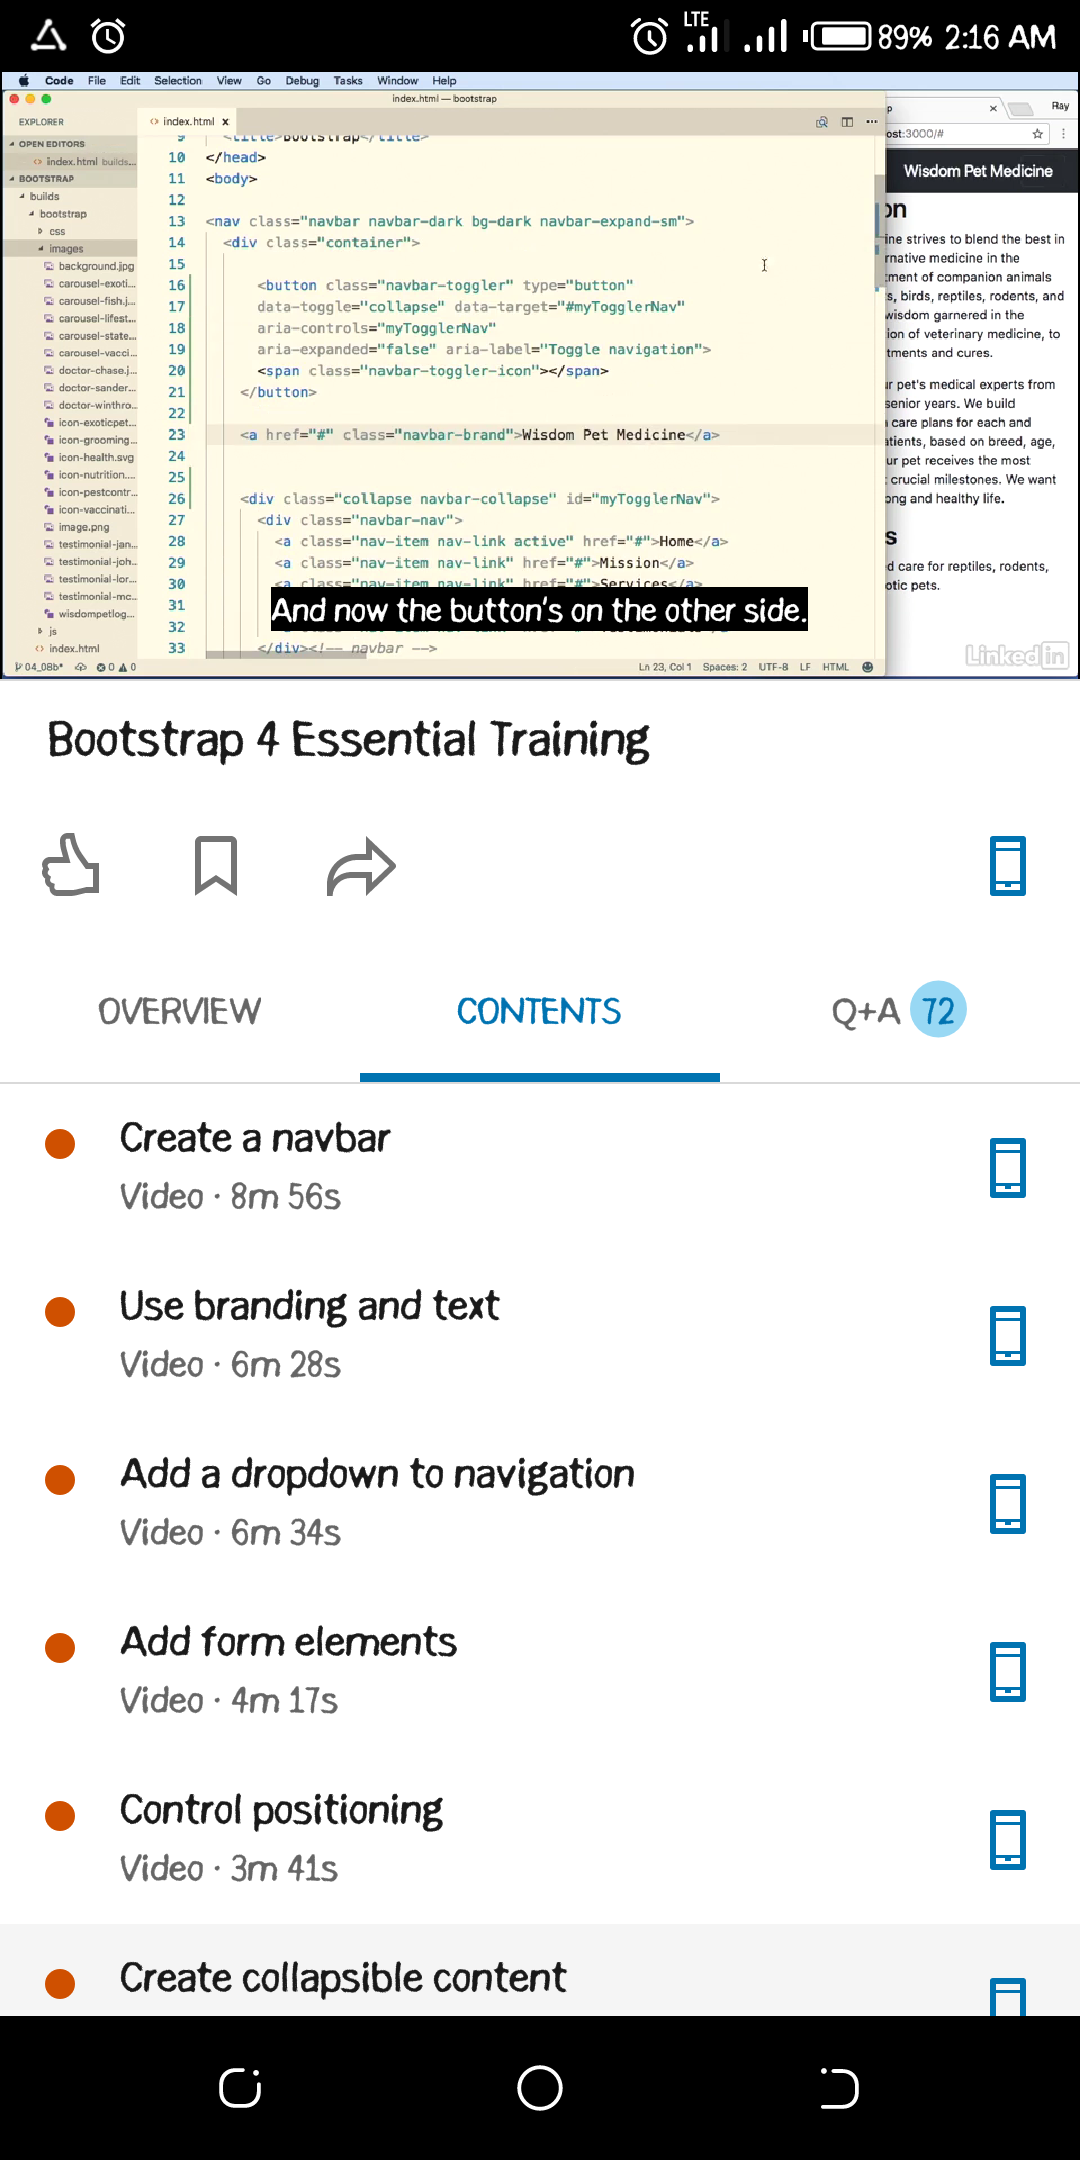 LTE
89% 2:16 AM
Code File Edit Selection View Go Debug Tasks Window Help
index.html — bootstrap
Ray
EXPLORER
index.html x
ost:3000/#
OPEN EDITORS
index.html builds...
BOOTSTRAP
builds
bootstrap
css
images
background.jpg
carousel-exoti...
carousel-fish.j...
carousel-lifest...
carousel-state...
carousel-vacci...
doctor-chase.j...
doctor-sander...
doctor-winthro...
icon-exoticpet...
icon-grooming...
icon-health.svg
icon-nutrition....
icon-pestcontr...
icon-vaccinati...
image.png
testimonial-jan...
testimonial-joh...
testimonial-lor...
testimonial-mc...
wisdompetlog...
js
index.html
9 <title>Bootstrap</title>
10 </head>
11 <body>
12
13 <nav class="navbar navbar-dark bg-dark navbar-expand-sm">
14 <div class="container">
15
16 <button class="navbar-toggler" type="button"
17 data-toggle="collapse" data-target="#myTogglerNav"
18 aria-controls="myTogglerNav"
19 aria-expanded="false" aria-label="Toggle navigation">
20 <span class="navbar-toggler-icon"></span>
21 </button>
22
23 <a href="#" class="navbar-brand">Wisdom Pet Medicine</a>
24
25
26 <div class="collapse navbar-collapse" id="myTogglerNav">
27 <div class="navbar-nav">
28 <a class="nav-item nav-link active" href="#">Home</a>
29 <a class="nav-item nav-link" href="#">Mission</a>
30 <a class="nav-item nav-link" href="#">Services</a>
31
32
33 </div><!-- navbar -->
And now the button's on the other side.
04_08b* 0 0 Ln 23, Col 1 Spaces: 2 UTF-8 LF HTML
Wisdom Pet Medicine
on
ine strives to blend the best in
rnative medicine in the
ment of companion animals
s, birds, reptiles, rodents, and
wisdom garnered in the
ion of veterinary medicine, to
tments and cures.
ur pet's medical experts from
senior years. We build
care plans for each and
atients, based on breed, age,
ur pet receives the most
crucial milestones. We want
ong and healthy life.
s
d care for reptiles, rodents,
otic pets.
Linked in
Bootstrap 4 Essential Training
OVERVIEW CONTENTS Q+A 72
Create a navbar
Video · 8m 56s
Use branding and text
Video · 6m 28s
Add a dropdown to navigation
Video · 6m 34s
Add form elements
Video · 4m 17s
Control positioning
Video · 3m 41s
Create collapsible content